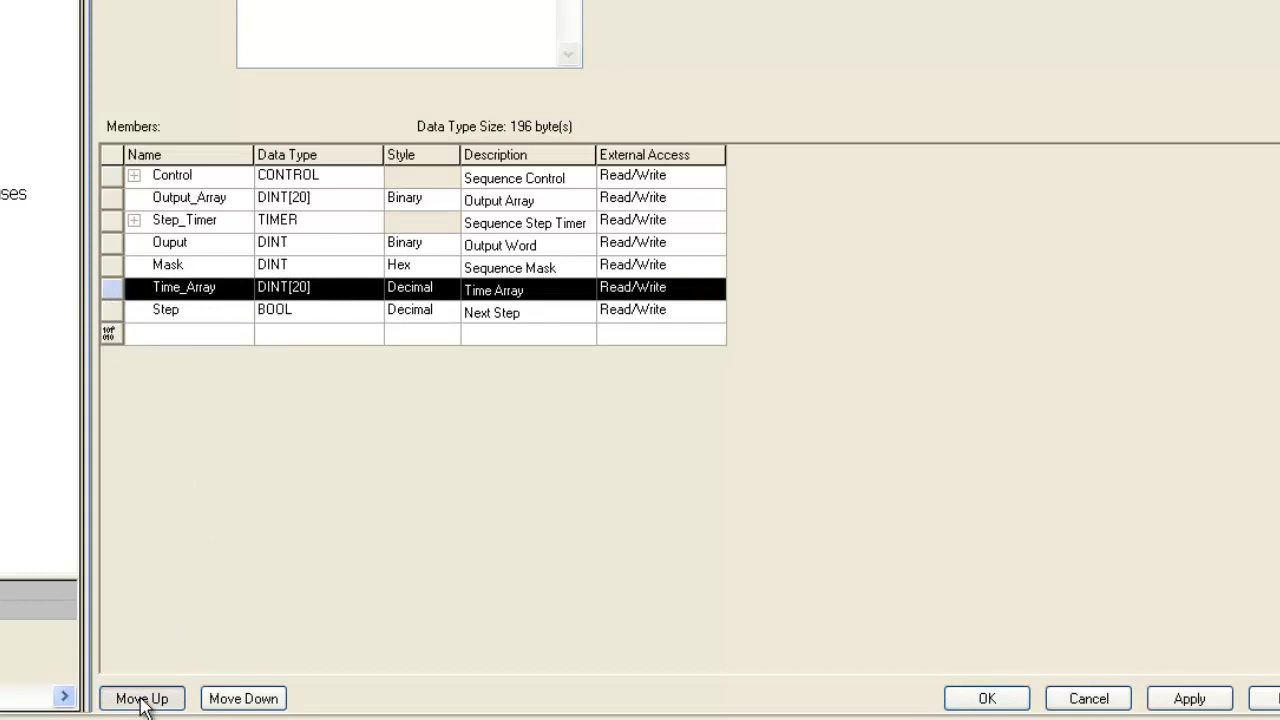 ses
Members: Data Type Size: 196 byte(s)
Name Data Type Style Description External Access
Control CONTROL Sequence Control Read/Write
Output_Array DINT[20] Binary Output Array Read/Write
Step_Timer TIMER Sequence Step Timer Read/Write
Ouput DINT Binary Output Word Read/Write
Mask DINT Hex Sequence Mask Read/Write
Time_Array DINT[20] Decimal Time Array Read/Write
Step BOOL Decimal Next Step Read/Write
Move Up Move Down OK Cancel Apply